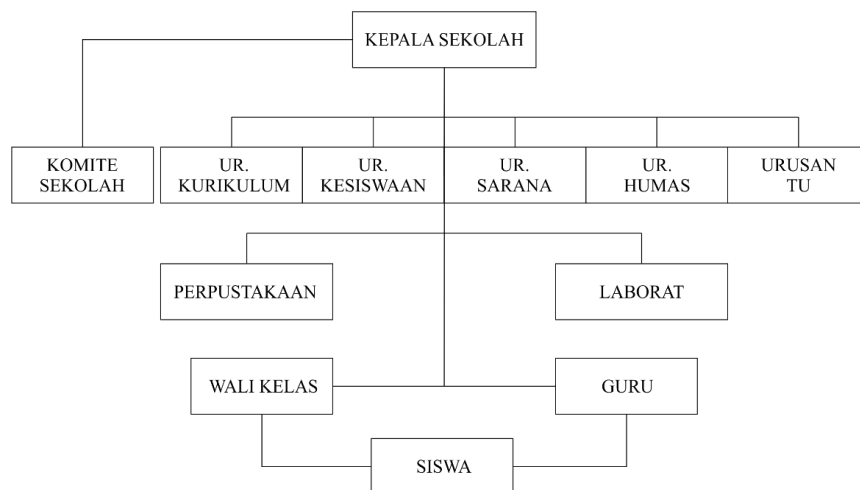 KEPALA SEKOLAH
KOMITE
SEKOLAH
UR.
KURIKULUM
UR.
KESISWAAN
UR.
SARANA
UR.
HUMAS
URUSAN
TU
PERPUSTAKAAN
LABORAT
WALI KELAS
GURU
SISWA